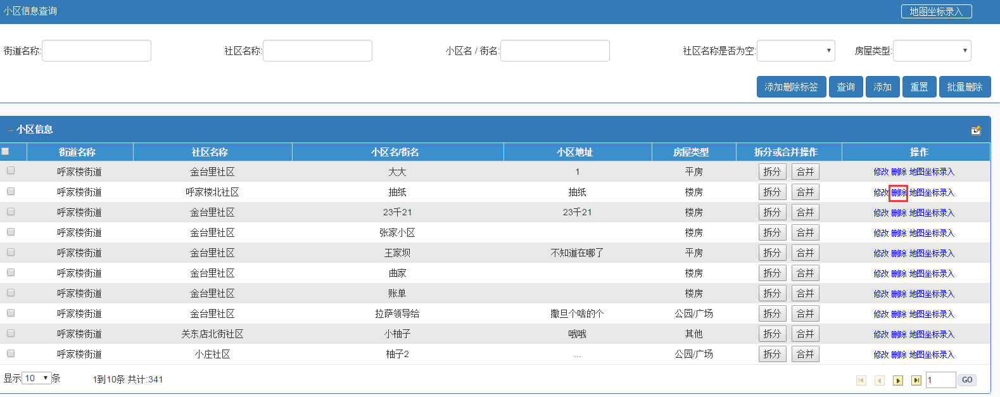 小区信息查询 地图坐标录入
街道名称: 社区名称: 小区名 / 街名: 社区名称是否为空: 房屋类型:
添加删除标签 查询 添加 重置 批量删除
小区信息
街道名称 社区名称 小区名/街名 小区地址 房屋类型 拆分或合并操作 操作
呼家楼街道 金台里社区 大大 1 平房 拆分 合并 修改 删除 地图坐标录入
呼家楼街道 呼家楼北社区 抽纸 抽纸 楼房 拆分 合并 修改 删除 地图坐标录入
呼家楼街道 金台里社区 23千21 23千21 楼房 拆分 合并 修改 删除 地图坐标录入
呼家楼街道 金台里社区 张家小区 楼房 拆分 合并 修改 删除 地图坐标录入
呼家楼街道 金台里社区 王家坝 不知道在哪了 平房 拆分 合并 修改 删除 地图坐标录入
呼家楼街道 金台里社区 曲家 楼房 拆分 合并 修改 删除 地图坐标录入
呼家楼街道 金台里社区 账单 楼房 拆分 合并 修改 删除 地图坐标录入
呼家楼街道 金台里社区 拉萨领导给 撒旦个啥的个 公园/广场 拆分 合并 修改 删除 地图坐标录入
呼家楼街道 关东店北街社区 小柚子 哦哦 其他 拆分 合并 修改 删除 地图坐标录入
呼家楼街道 小庄社区 柚子2 ... 公园/广场 拆分 合并 修改 删除 地图坐标录入
显示 10 条 1到10条 共计:341 1 GO